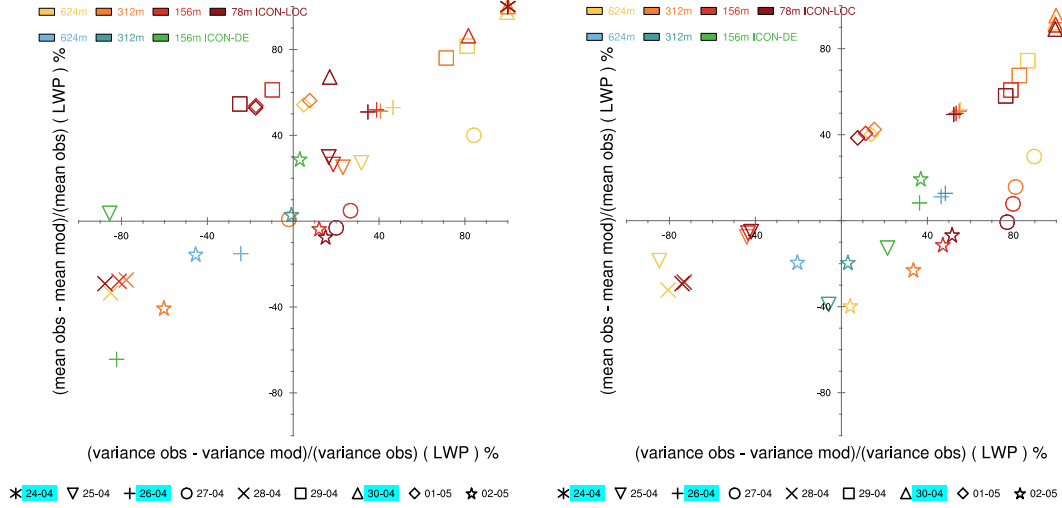 624m 312m 156m 78m ICON-LOC
624m 312m 156m ICON-DE
(mean obs - mean mod)/(mean obs) ( LWP ) %
80
40
-80 -40 40 80
-40
-80
(variance obs - variance mod)/(variance obs) ( LWP ) %
24-04 25-04 26-04 27-04 28-04 29-04 30-04 01-05 02-05
624m 312m 156m 78m ICON-LOC
624m 312m 156m ICON-DE
(mean obs - mean mod)/(mean obs) ( LWP ) %
80
40
-80 -40 40 80
-40
-80
(variance obs - variance mod)/(variance obs) ( LWP ) %
24-04 25-04 26-04 27-04 28-04 29-04 30-04 01-05 02-05